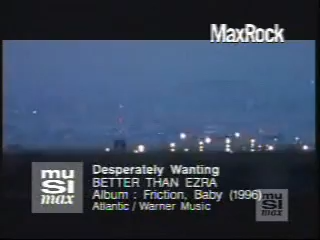 MaxRock
mu
si
max
Desperately Wanting
BETTER THAN EZRA
Album : Friction, Baby (1996)
Atlantic / Warner Music
mu
si
max